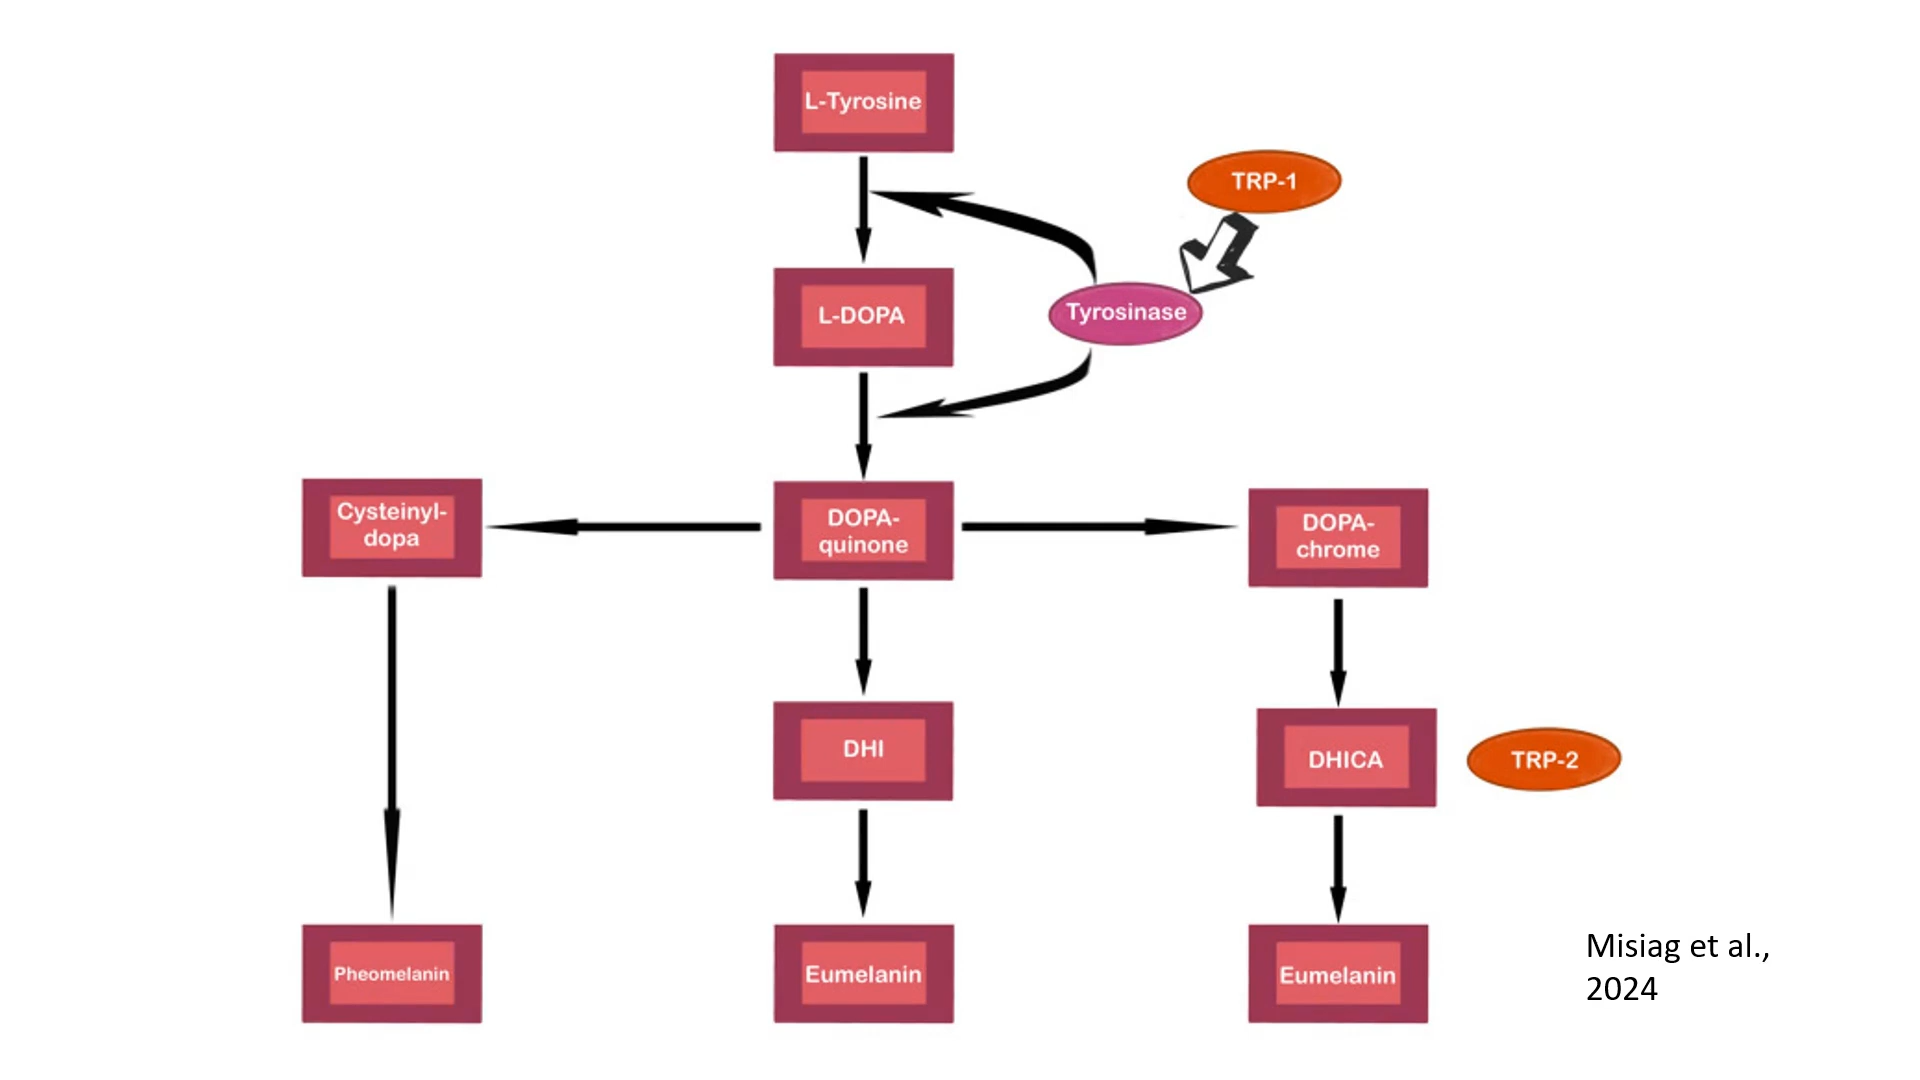 L-Tyrosine
TRP-1
L-DOPA
Tyrosinase
Cysteinyl-
dopa
DOPA-
quinone
DOPA-
chrome
DHI
DHICA
TRP-2
Pheomelanin
Eumelanin
Eumelanin
Misiag et al.,
2024